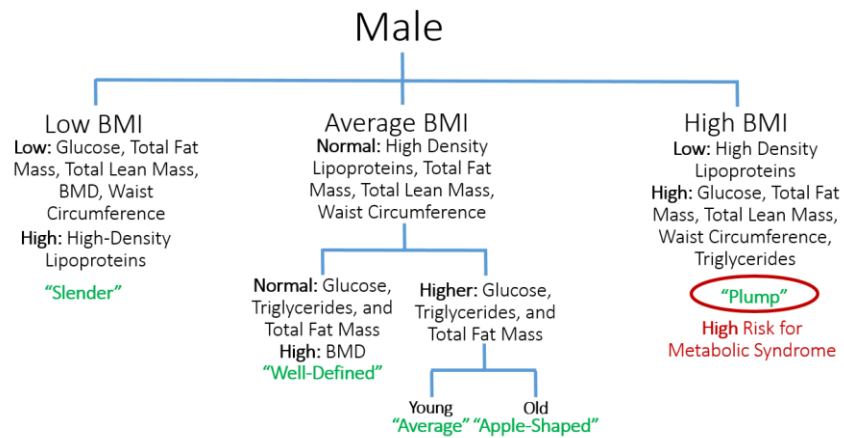 Male
Low BMI
Low: Glucose, Total Fat
Mass, Total Lean Mass,
BMD, Waist
Circumference
High: High-Density
Lipoproteins
“Slender”
Average BMI
Normal: High Density
Lipoproteins, Total Fat
Mass, Total Lean Mass,
Waist Circumference
Normal: Glucose,
Triglycerides, and
Total Fat Mass
High: BMD
“Well-Defined”
Higher: Glucose,
Triglycerides, and
Total Fat Mass
Young
“Average”
Old
“Apple-Shaped”
High BMI
Low: High Density
Lipoproteins
High: Glucose, Total Fat
Mass, Total Lean Mass,
Waist Circumference,
Triglycerides
“Plump”
High Risk for
Metabolic Syndrome